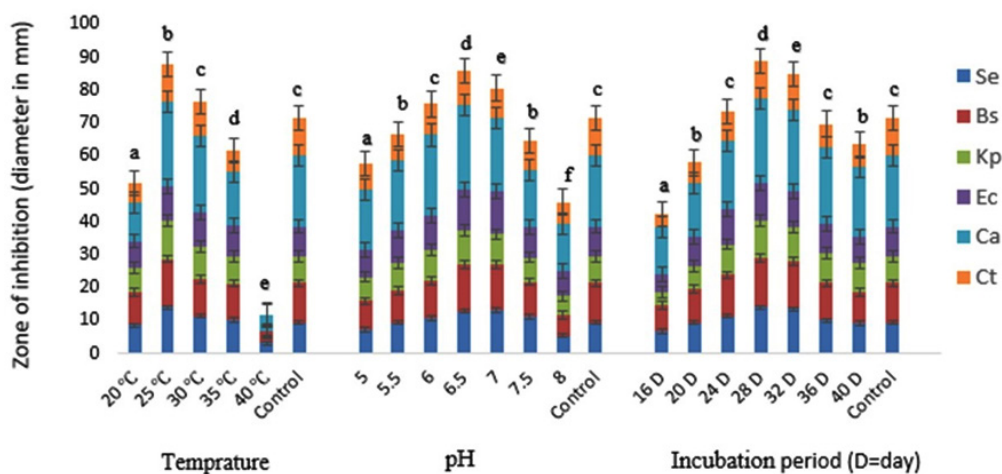 Zone of inhibition (diameter in mm)
100
90
80
70
60
50
40
30
20
10
0
a
b
c
d
e
c
a
b
c
d
e
b
f
c
a
b
c
d
e
c
b
c
20 °C
25 °C
30 °C
35 °C
40 °C
Control
5
5.5
6
6.5
7
7.5
8
Control
16 D
20 D
24 D
28 D
32 D
36 D
40 D
Control
Temprature
pH
Incubation period (D=day)
Se
Bs
Kp
Ec
Ca
Ct